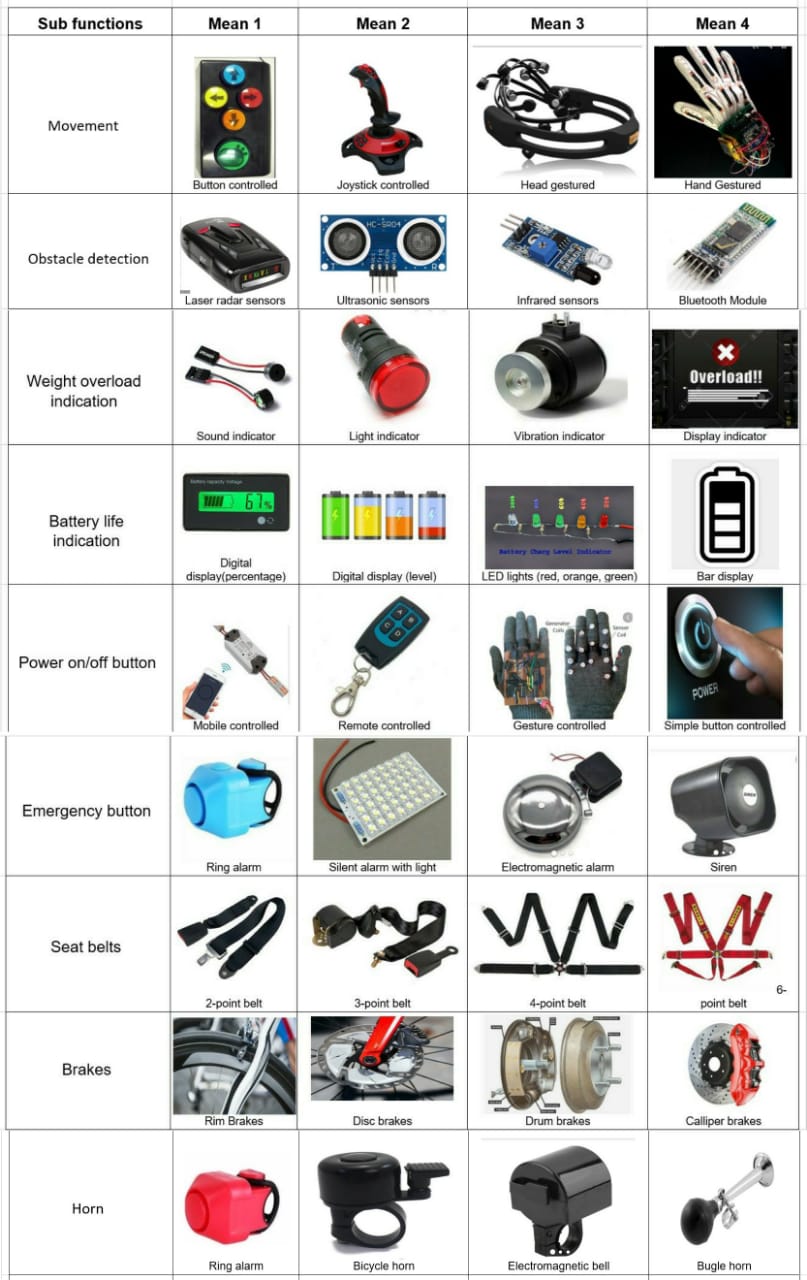 Sub functions Mean 1 Mean 2 Mean 3 Mean 4
Movement
Button controlled Joystick controlled Head gestured Hand Gestured
HC-SR04
T R
Obstacle detection
Laser radar sensors Ultrasonic sensors Infrared sensors Bluetooth Module
Overload!!
Weight overload
indication
Sound indicator Light indicator Vibration indicator Display indicator
Battery capacity Voltage
67%
Battery Charg Level Indicator
Battery life
indication
Digital
display(percentage) Digital display (level) LED lights (red, orange, green) Bar display
A
B
C
D
Generator
Coils
Sensor
Coil
POWER
Power on/off button
Mobile controlled Remote controlled Gesture controlled Simple button controlled
SIREN
Emergency button
Ring alarm Silent alarm with light Electromagnetic alarm Siren
Seat belts
6-
2-point belt 3-point belt 4-point belt point belt
Brakes
Rim Brakes Disc brakes Drum brakes Calliper brakes
Horn
Ring alarm Bicycle horn Electromagnetic bell Bugle horn